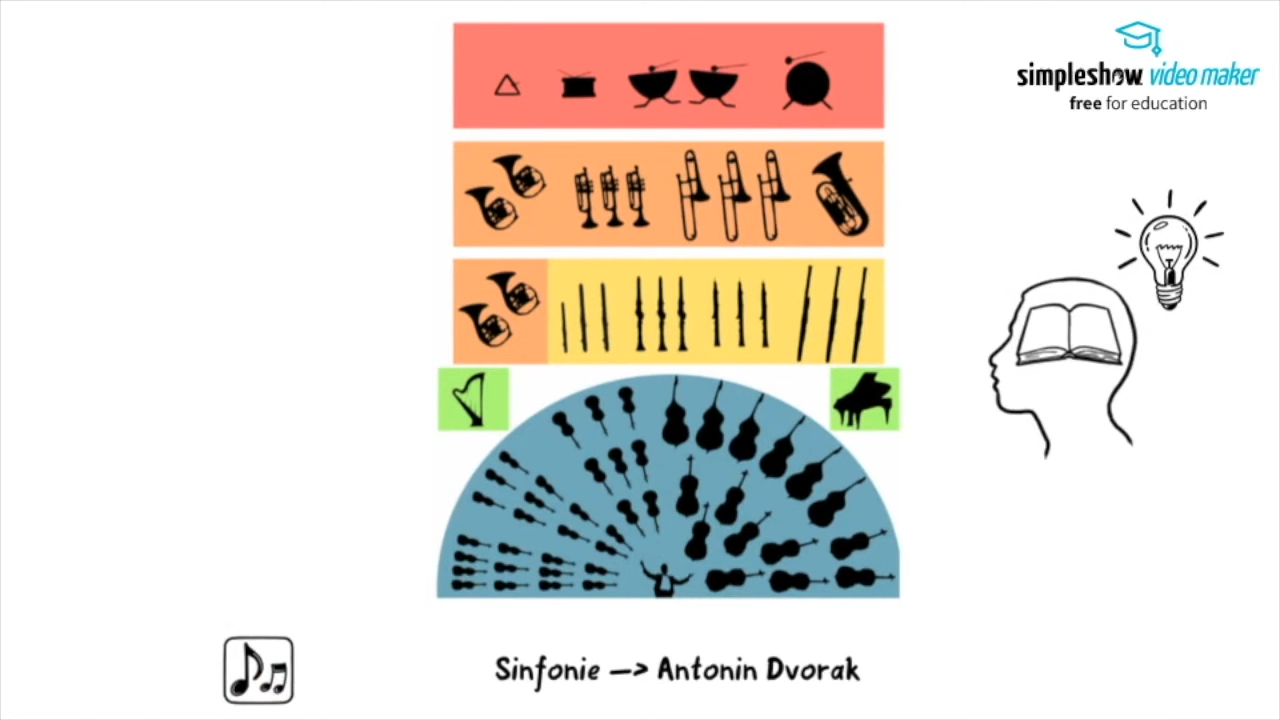 simpleshow video maker
free for education
Sinfonie —> Antonin Dvorak